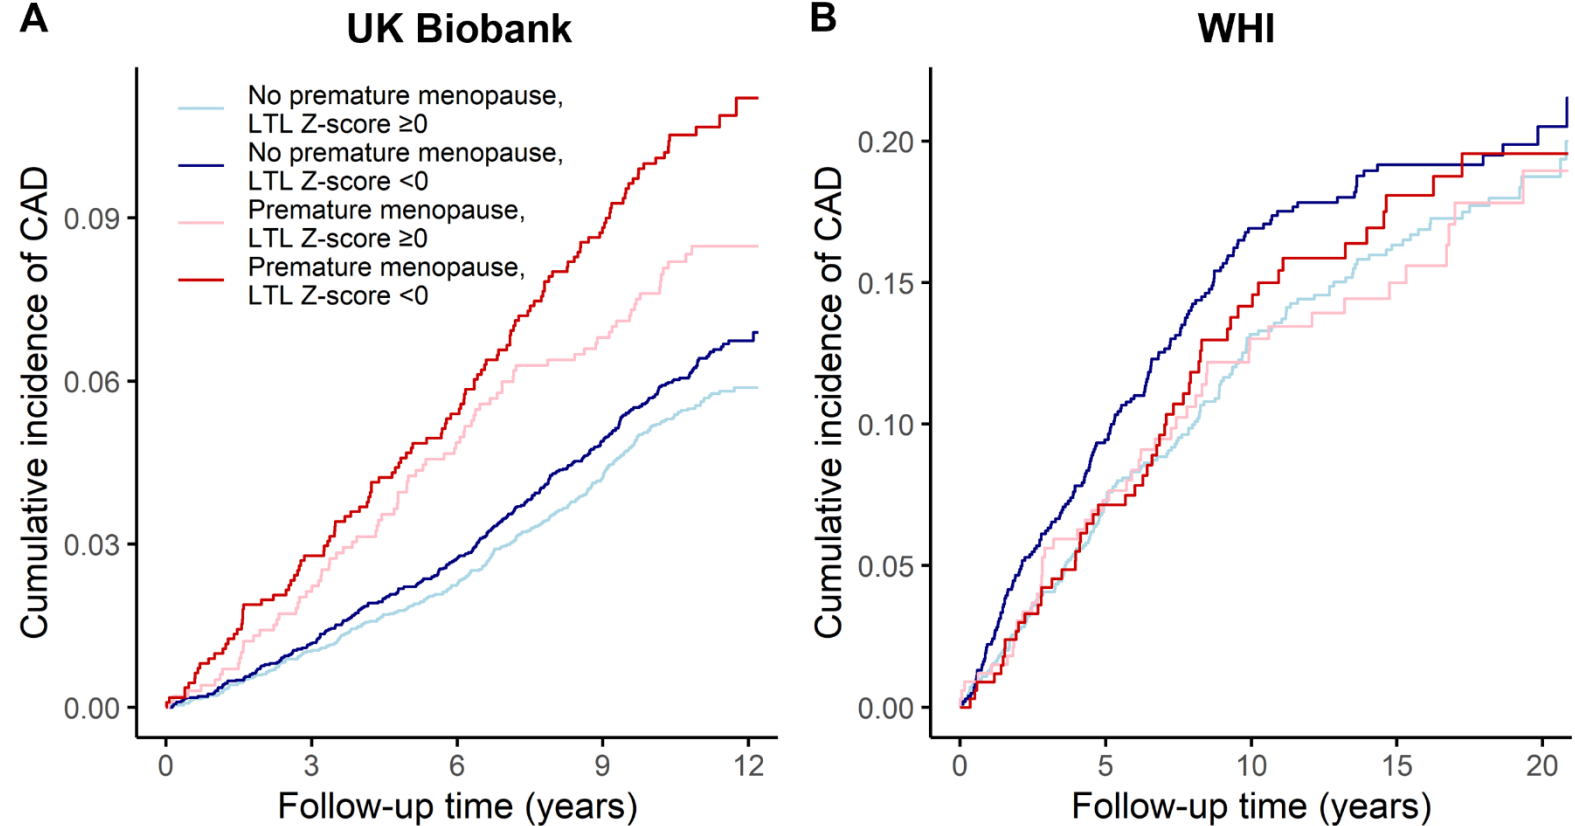 A
UK Biobank
No premature menopause,
LTL Z-score ≥0
No premature menopause,
LTL Z-score <0
Premature menopause,
LTL Z-score ≥0
Premature menopause,
LTL Z-score <0
Cumulative incidence of CAD
0.09
0.06
0.03
0.00
0 3 6 9 12
Follow-up time (years)
B
WHI
Cumulative incidence of CAD
0.20
0.15
0.10
0.05
0.00
0 5 10 15 20
Follow-up time (years)